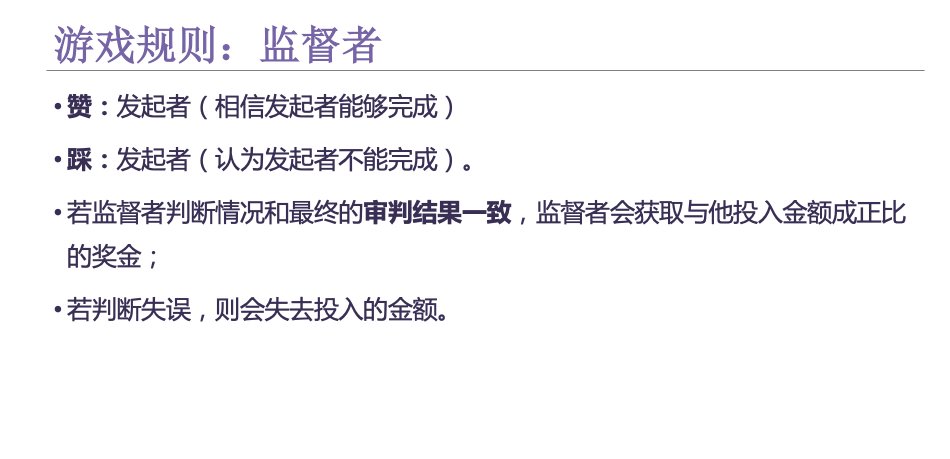 游戏规则：监督者
•赞：发起者（相信发起者能够完成）
•踩：发起者（认为发起者不能完成）。
•若监督者判断情况和最终的审判结果一致，监督者会获取与他投入金额成正比
的奖金；
•若判断失误，则会失去投入的金额。